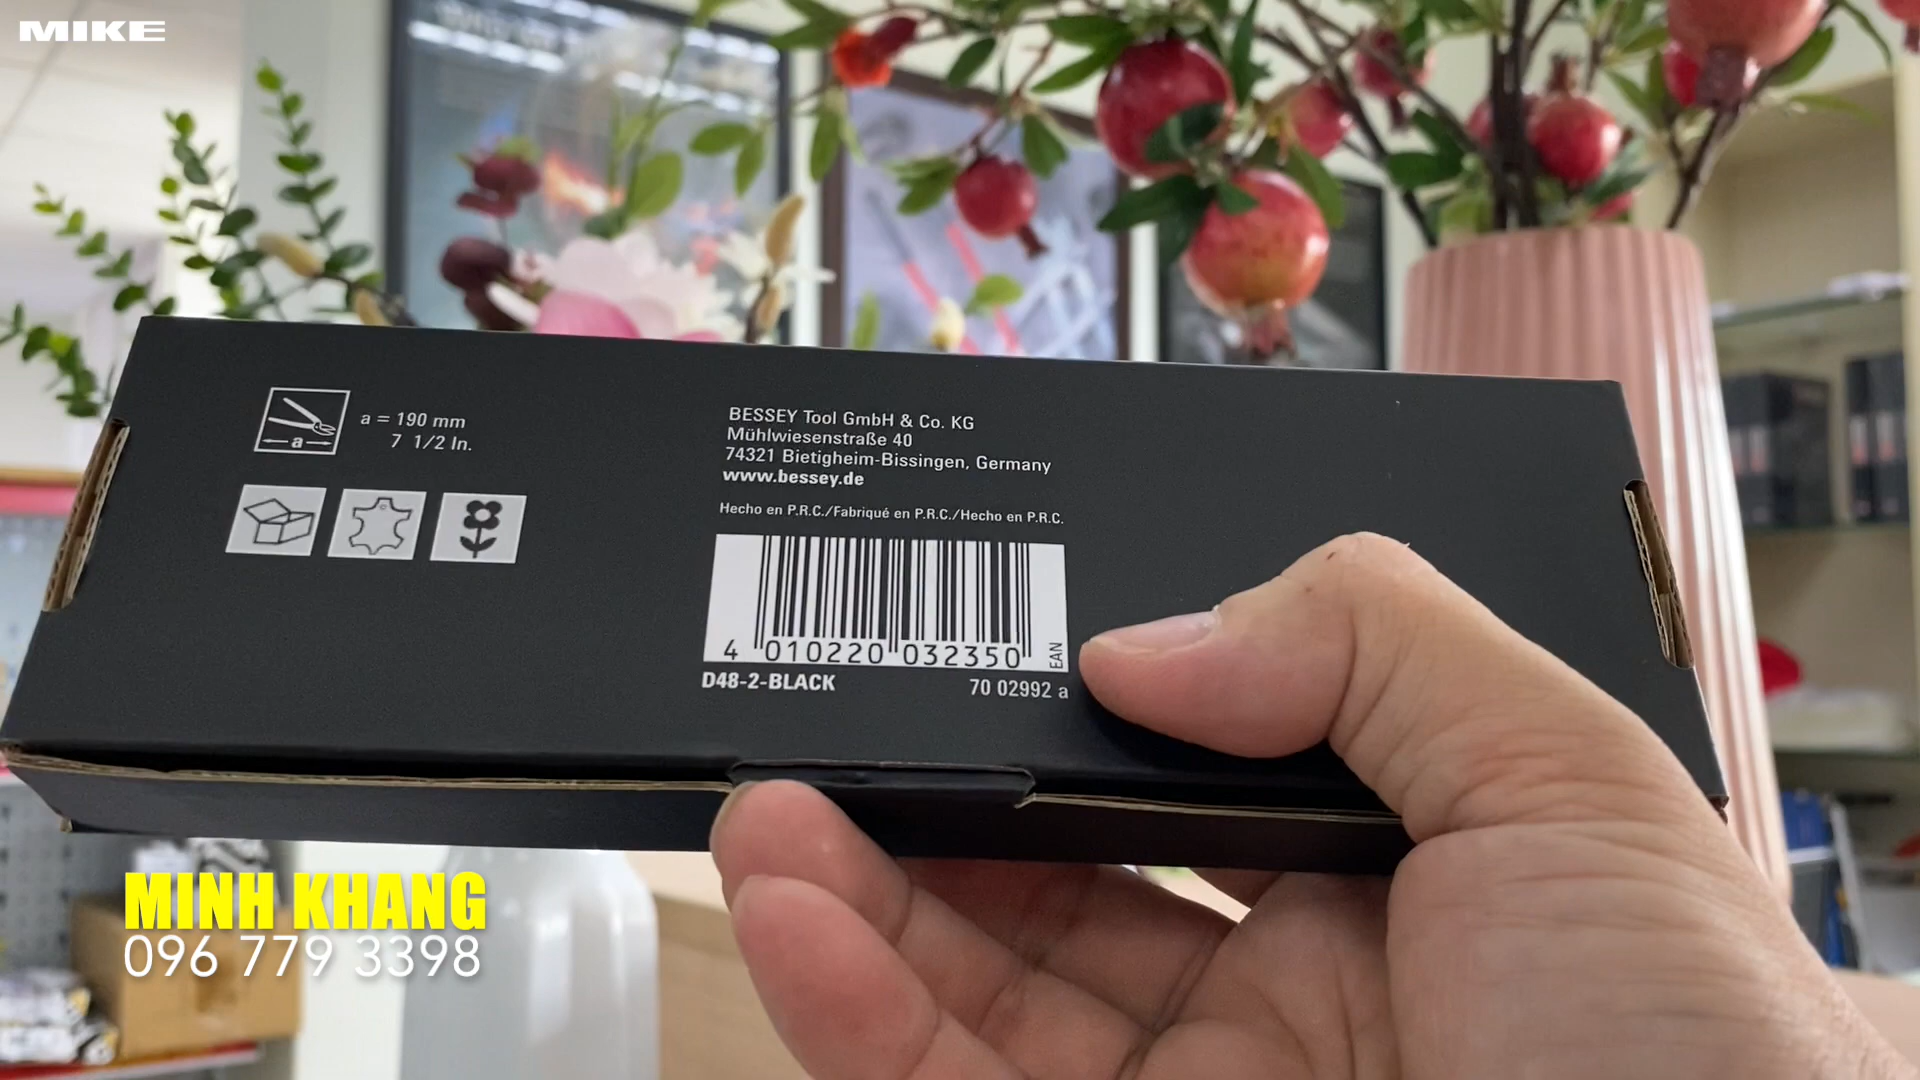 MIKE
a = 190 mm
7 1/2 In.
a
BESSEY Tool GmbH & Co. KG
Mühlwiesenstraße 40
74321 Bietigheim-Bissingen, Germany
www.bessey.de
Hecho en P.R.C./Fabriqué en P.R.C./Hecho en P.R.C.
4 010220 032350
EAN
D48-2-BLACK
70 02992 a
MINH KHANG
096 779 3398